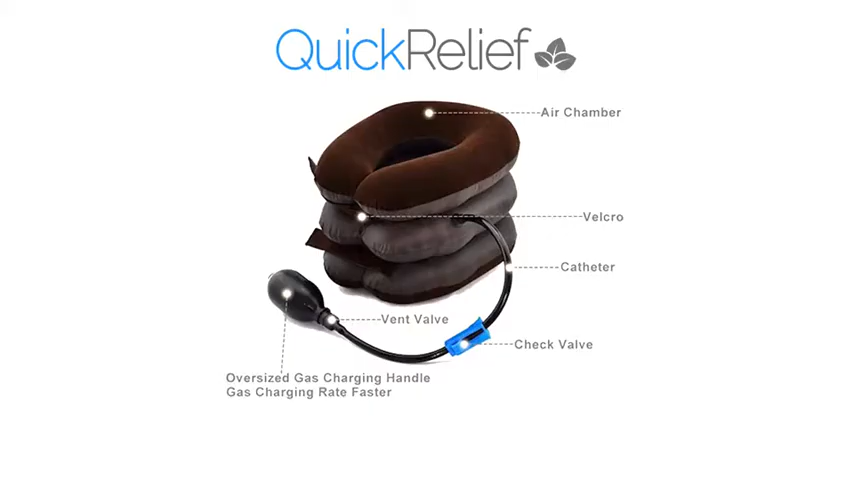 QuickRelief
Air Chamber
Velcro
Catheter
Vent Valve
Check Valve
Oversized Gas Charging Handle
Gas Charging Rate Faster